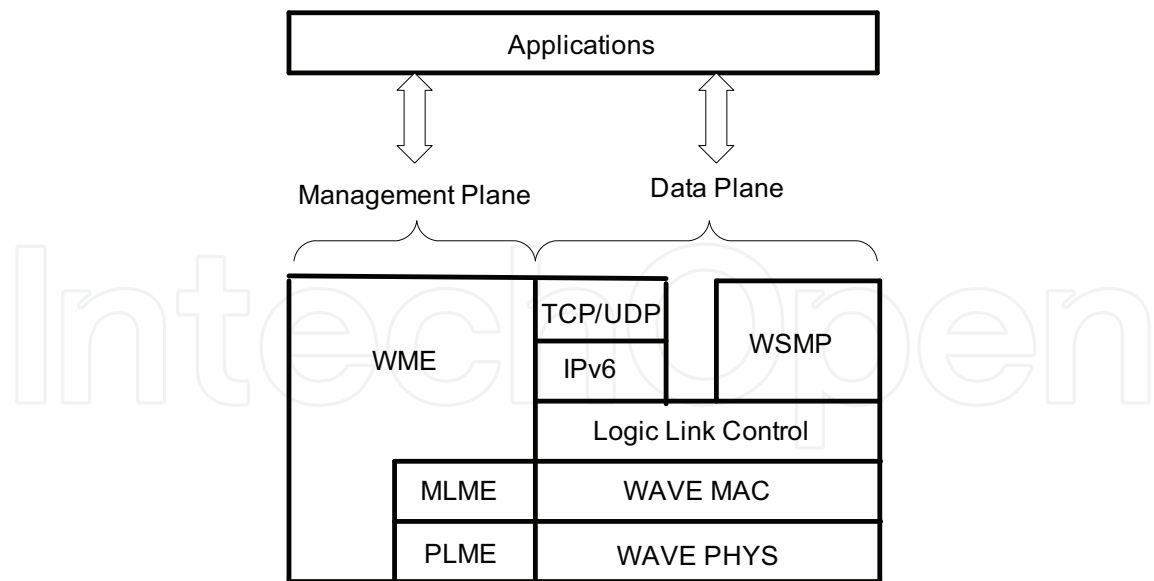 Applications
Management Plane
Data Plane
TCP/UDP
WME
IPv6
WSMP
Logic Link Control
MLME
WAVE MAC
PLME
WAVE PHYS
IntechOpen